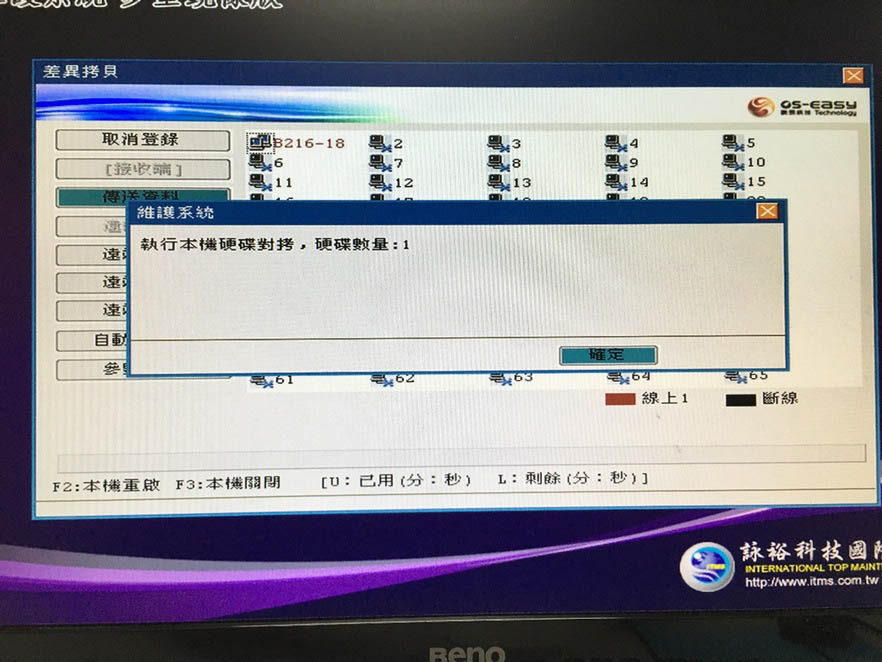 差異拷貝
OS-EASY
Technology
取消登錄
B216-18 2 3 4 5
[接收端]
6 7 8 9 10
傳送資料
11 12 13 14 15
維護系統
執行本機硬碟對拷，硬碟數量:1
遠
遠
遠
自動
確定
61 62 63 64 65
線上1 斷線
F2:本機重啟 F3:本機關閉 [U：已用(分：秒) L：剩餘(分：秒)]
itms
詠裕科技國際
INTERNATIONAL TOP MAINT
http://www.itms.com.tw
BenQ